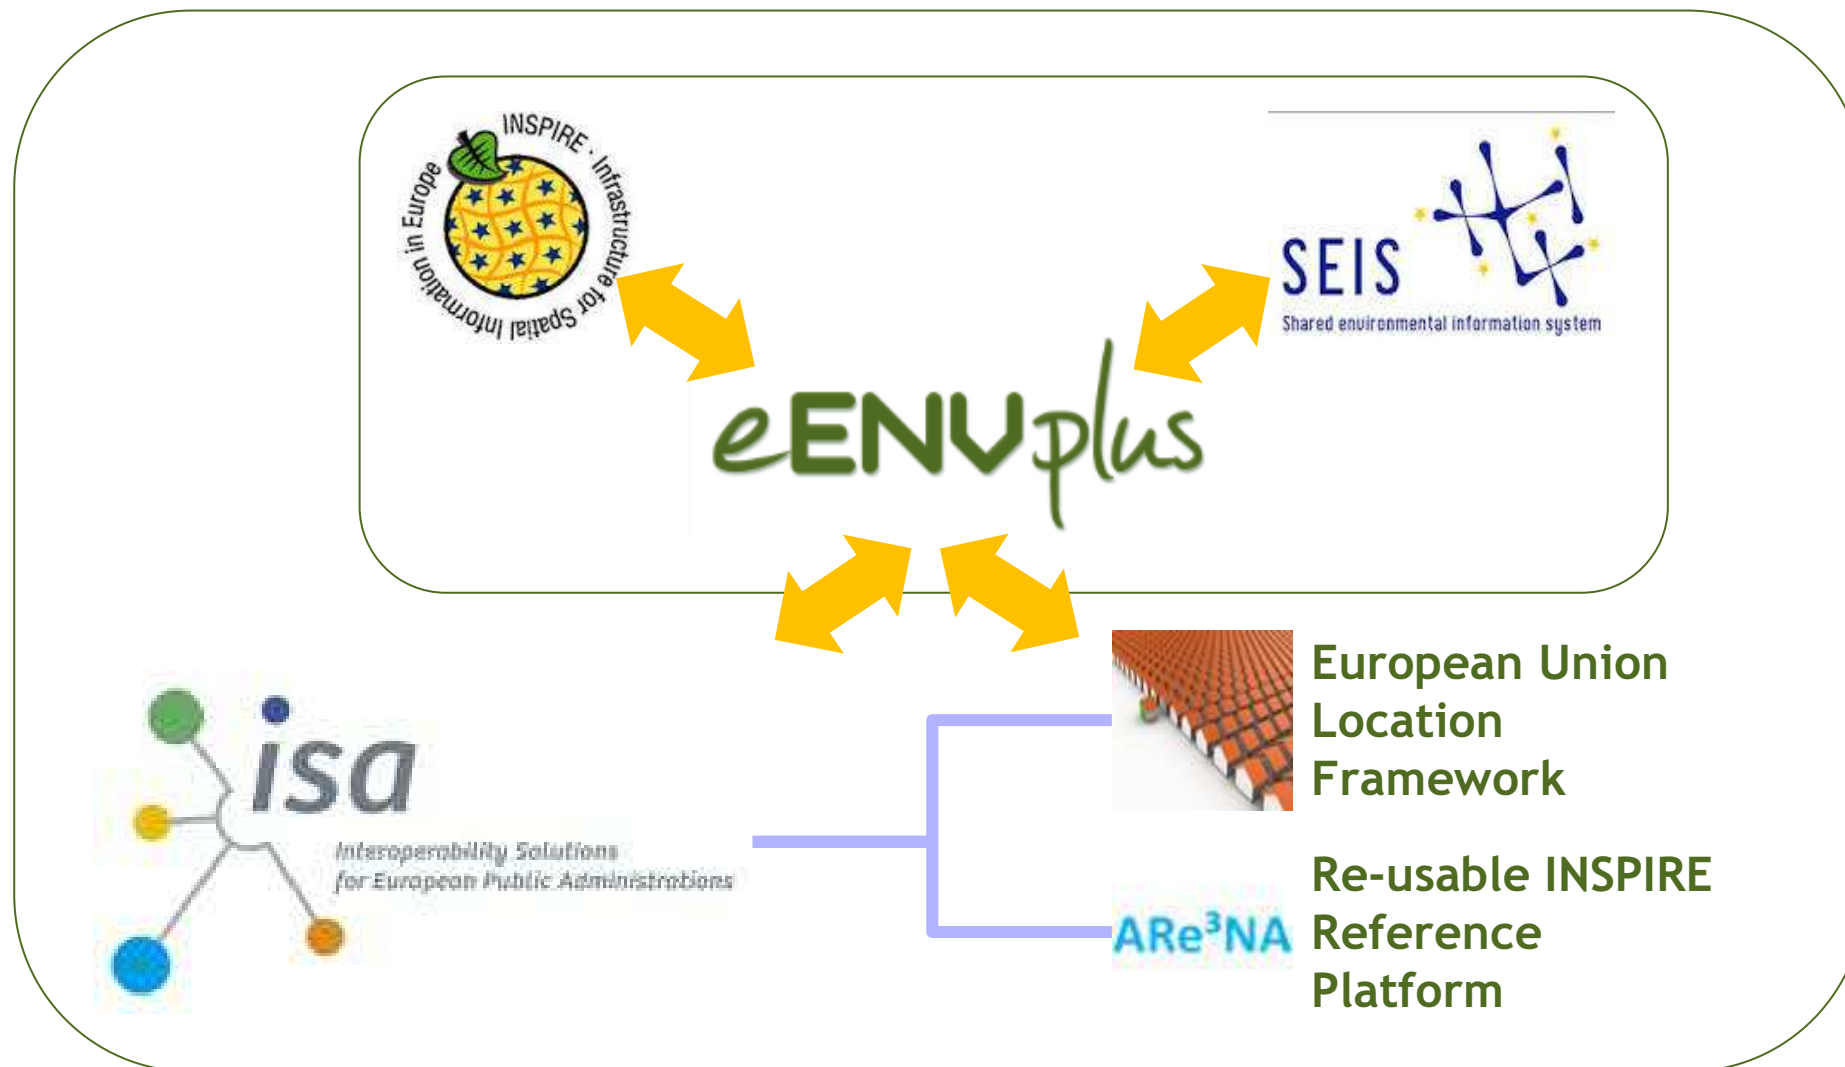 INSPIRE · Infrastructure for Spatial Information in Europe
SEIS
Shared environmental information system
eENVplus
isa
Interoperability Solutions
for European Public Administrations
European Union
Location
Framework
ARe³NA
Re-usable INSPIRE
Reference
Platform